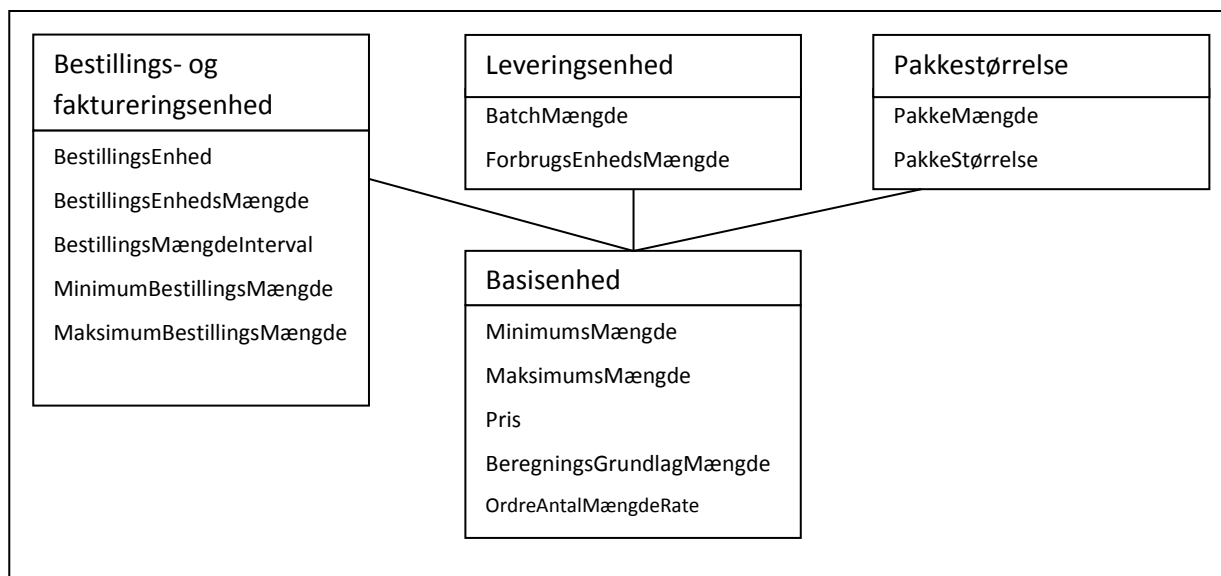 Bestillings- og
faktureringsenhed
BestillingsEnhed
BestillingsEnhedsMængde
BestillingsMængdeInterval
MinimumBestillingsMængde
MaksimumBestillingsMængde
Leveringsenhed
BatchMængde
ForbrugsEnhedsMængde
Pakkestørrelse
PakkeMængde
PakkeStørrelse
Basisenhed
MinimumsMængde
MaksimumsMængde
Pris
BeregningsGrundlagMængde
OrdreAntalMængdeRate